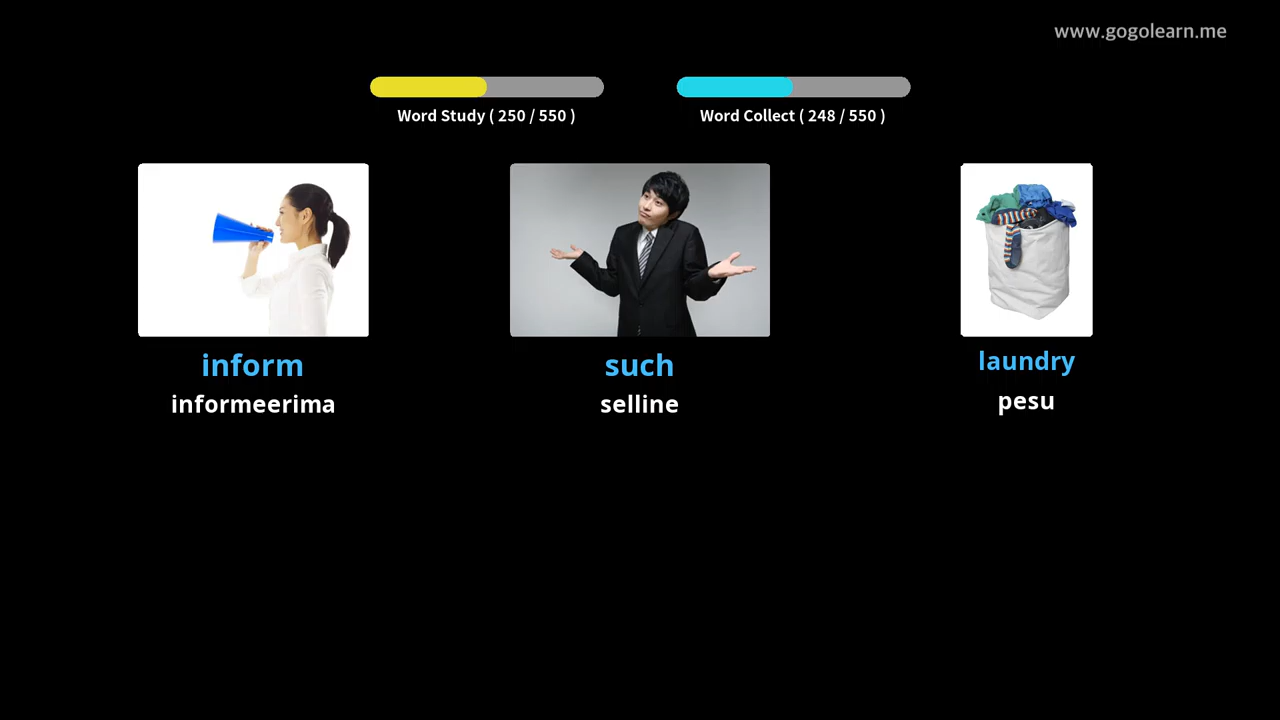 www.gogolearn.me
Word Study ( 250 / 550 )
Word Collect ( 248 / 550 )
inform
informeerima
such
selline
laundry
pesu